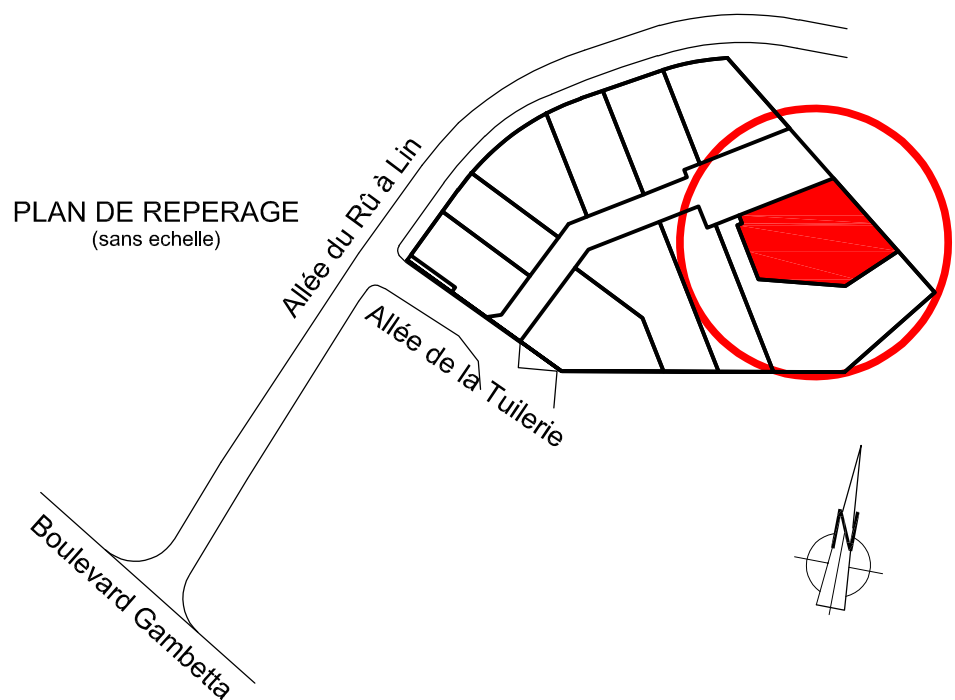 PLAN DE REPERAGE
(sans echelle)
Allée du Rû à Lin
Allée de la Tuilerie
Boulevard Gambetta
N